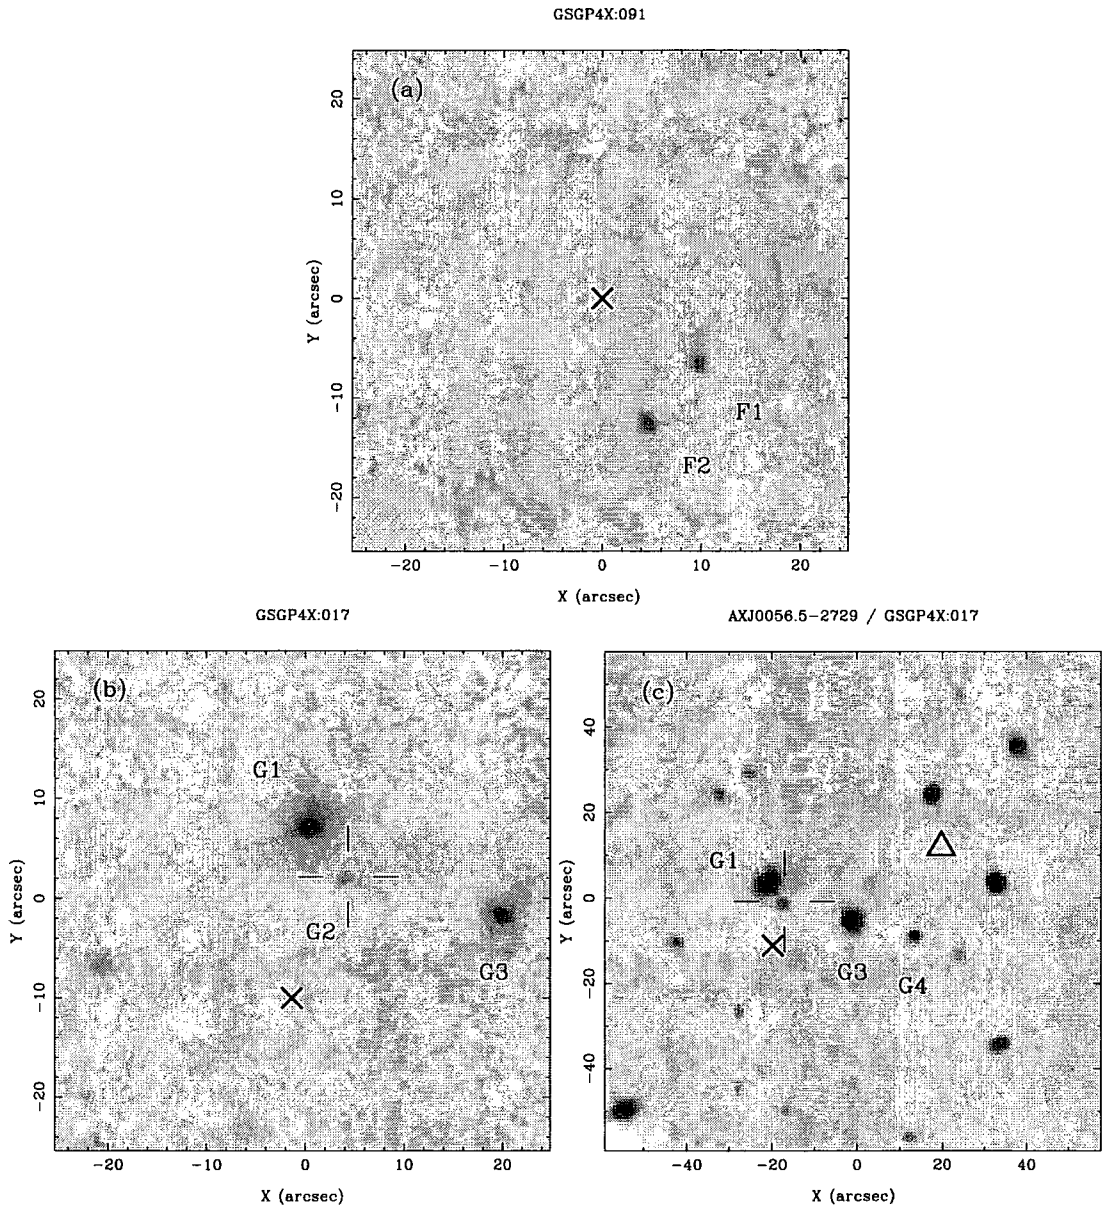 GSGP4X:091
(a)
20
10
0
−10
−20
Y (arcsec)
F1
F2
−20 −10 0 10 20
X (arcsec)
GSGP4X:017
(b)
20
10
0
−10
−20
Y (arcsec)
G1
G2
G3
−20 −10 0 10 20
X (arcsec)
AXJ0056.5−2729 / GSGP4X:017
(c)
40
20
0
−20
−40
Y (arcsec)
G1
G3
G4
−40 −20 0 20 40
X (arcsec)